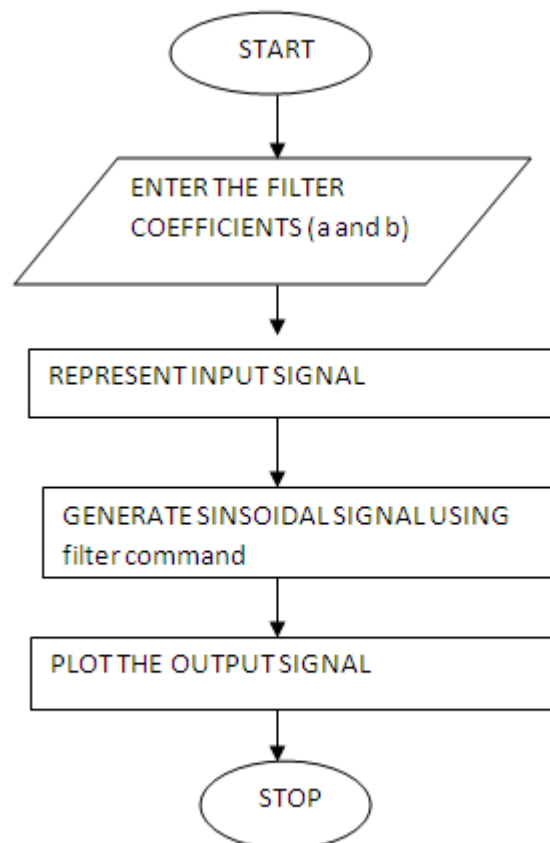 START
ENTER THE FILTER
COEFFICIENTS (a and b)
REPRESENT INPUT SIGNAL
GENERATE SINSOIDAL SIGNAL USING
filter command
PLOT THE OUTPUT SIGNAL
STOP